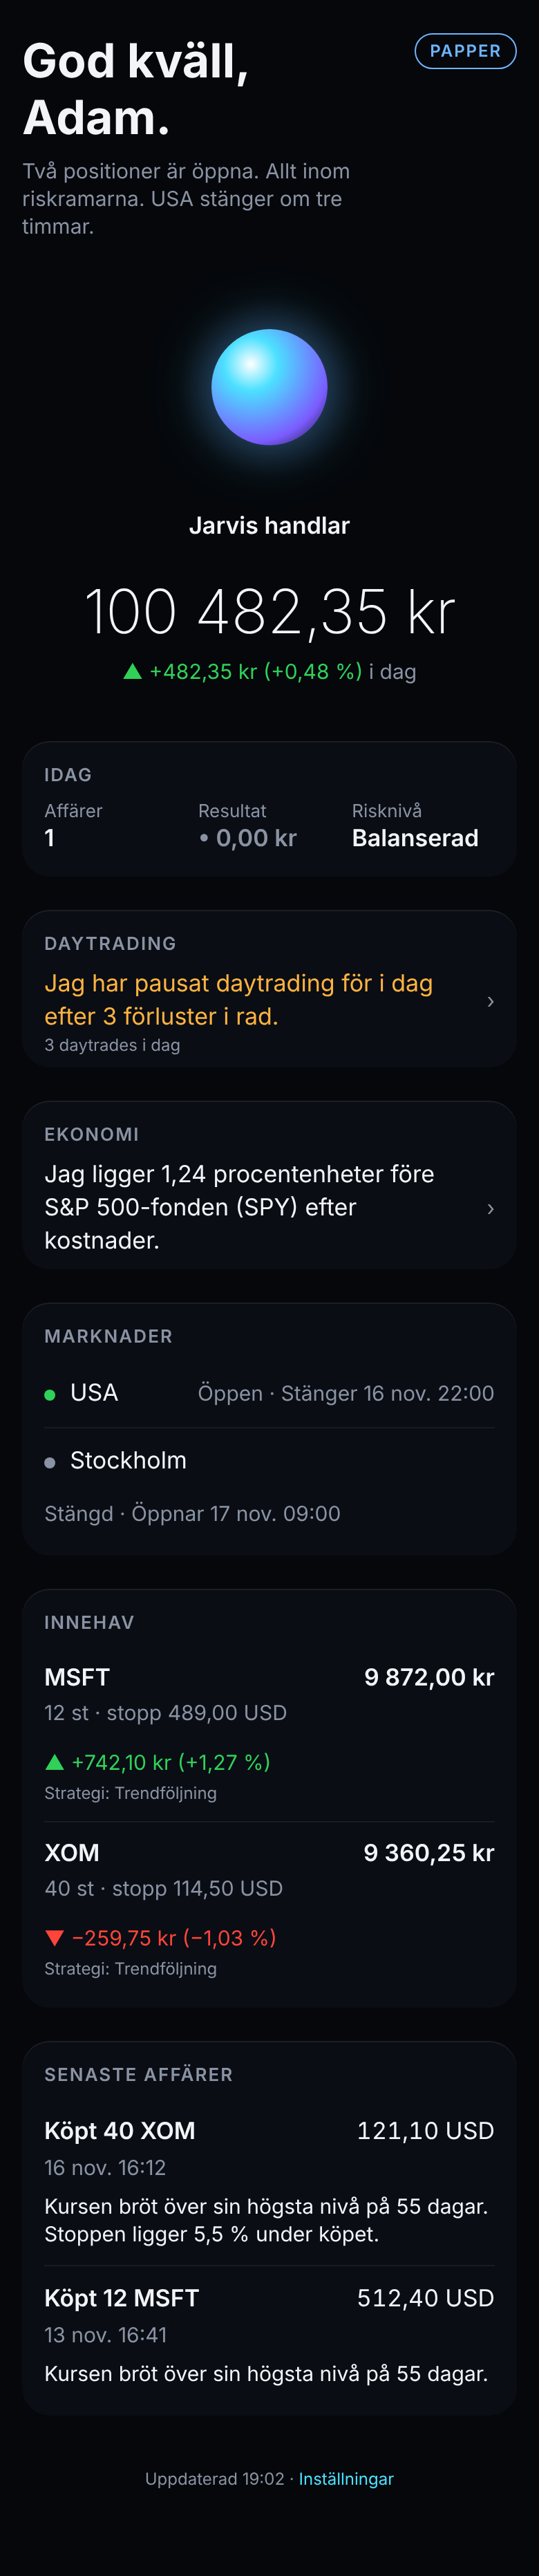 God kväll,
Adam.
PAPPER
Två positioner är öppna. Allt inom
riskramarna. USA stänger om tre
timmar.
Jarvis handlar
100 482,35 kr
▲ +482,35 kr (+0,48 %) i dag
IDAG
Affärer Resultat Risknivå
1 • 0,00 kr Balanserad
DAYTRADING
Jag har pausat daytrading för i dag
efter 3 förluster i rad.
›
3 daytrades i dag
EKONOMI
Jag ligger 1,24 procentenheter före
S&P 500-fonden (SPY) efter
kostnader.
›
MARKNADER
USA Öppen · Stänger 16 nov. 22:00
Stockholm
Stängd · Öppnar 17 nov. 09:00
INNEHAV
MSFT 9 872,00 kr
12 st · stopp 489,00 USD
▲ +742,10 kr (+1,27 %)
Strategi: Trendföljning
XOM 9 360,25 kr
40 st · stopp 114,50 USD
▼ −259,75 kr (−1,03 %)
Strategi: Trendföljning
SENASTE AFFÄRER
Köpt 40 XOM 121,10 USD
16 nov. 16:12
Kursen bröt över sin högsta nivå på 55 dagar.
Stoppen ligger 5,5 % under köpet.
Köpt 12 MSFT 512,40 USD
13 nov. 16:41
Kursen bröt över sin högsta nivå på 55 dagar.
Uppdaterad 19:02 · Inställningar